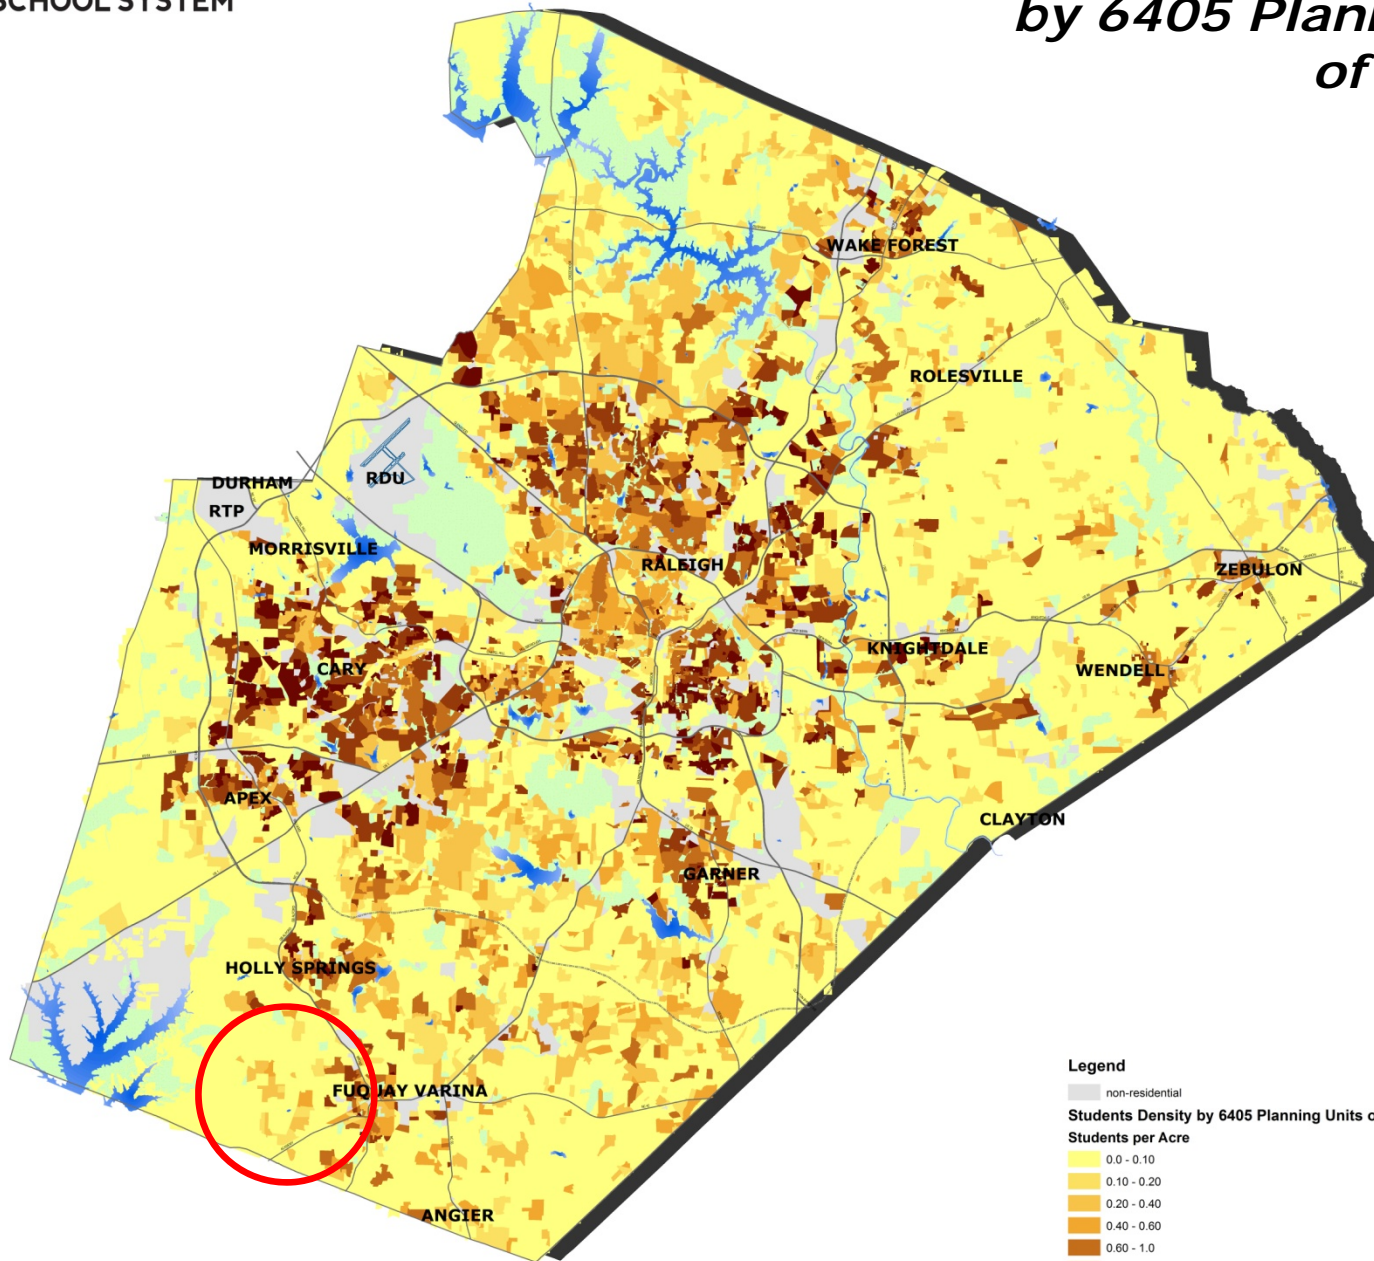 SCHOOL SYSTEM
by 6405 Plann
of
WAKE FOREST
ROLESVILLE
DURHAM
RDU
RTP
MORRISVILLE
RALEIGH
ZEBULON
KNIGHTDALE
CARY
WENDELL
APEX
CLAYTON
GARNER
HOLLY SPRINGS
FUQUAY VARINA
ANGIER
Legend
non-residential
Students Density by 6405 Planning Units o
Students per Acre
0.0 - 0.10
0.10 - 0.20
0.20 - 0.40
0.40 - 0.60
0.60 - 1.0